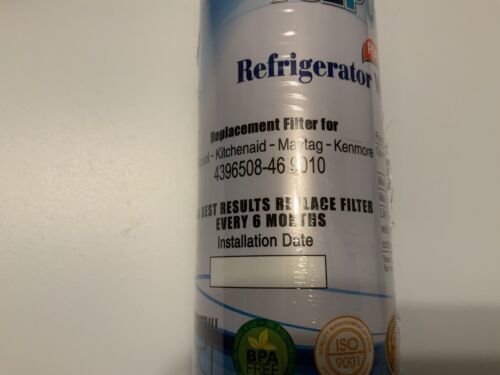 Refrigerator
Replacement Filter for
Kitchenaid - Maytag - Kenmore
4396508-46 9010
BEST RESULTS REPLACE FILTER
EVERY 6 MONTHS
Installation Date
BPA
FREE
ISO
9001